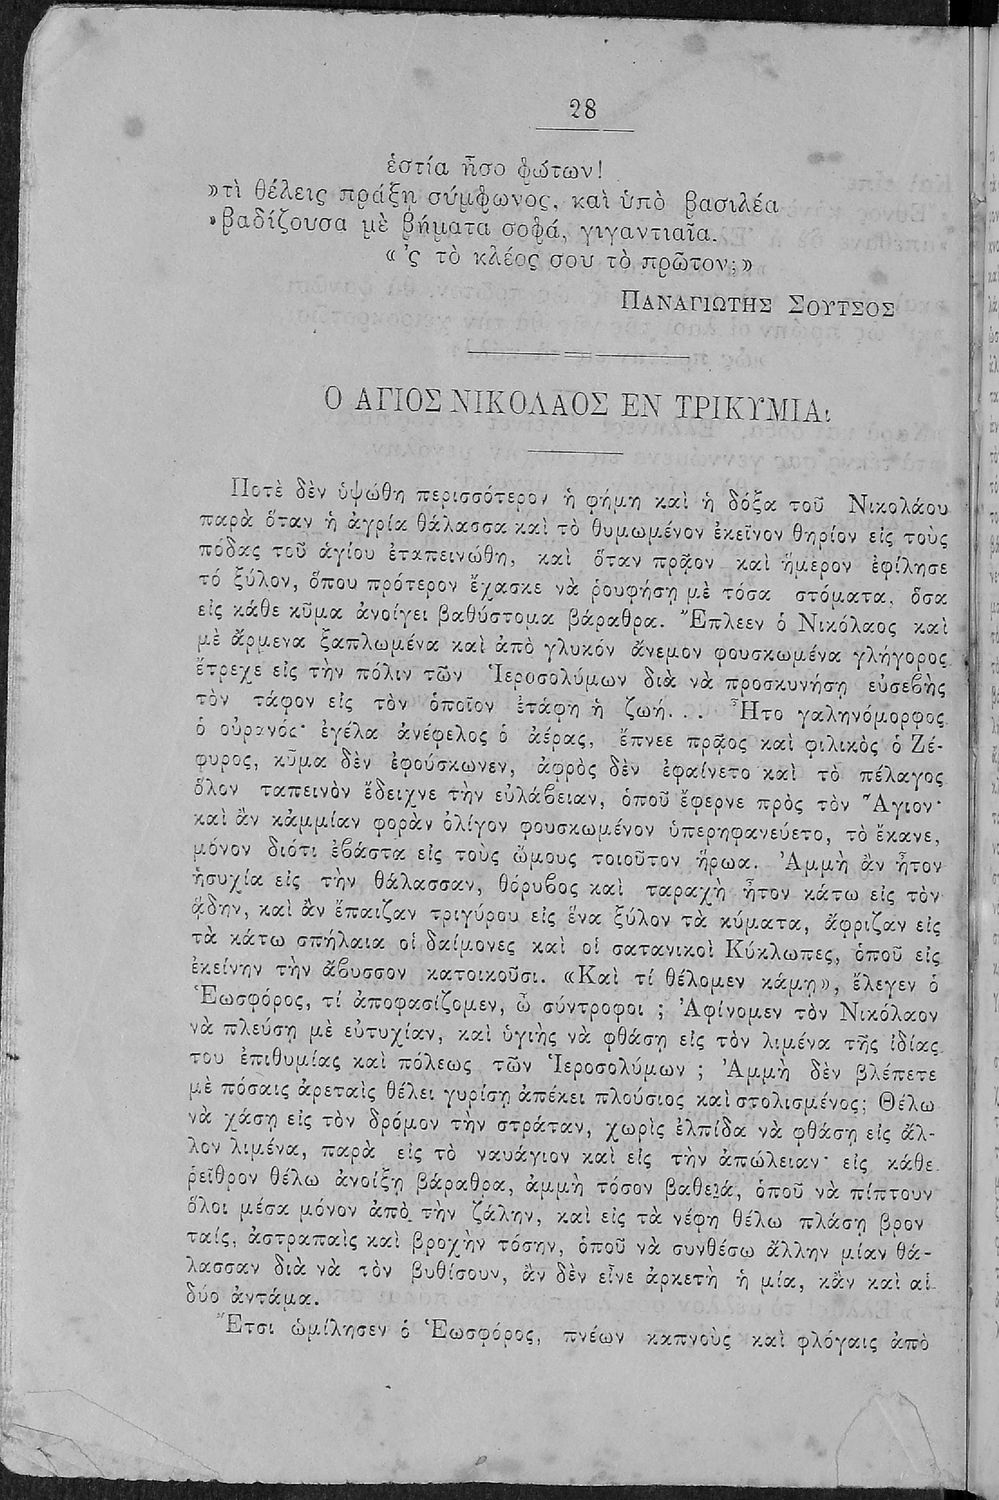 28
ἑστία ἦσο φώτων!
»τὶ θέλεις πράξῃ σύμφωνος, καὶ ὑπὸ βασιλέα
»βαδίζουσα μὲ βήματα σοφά, γιγαντιαῖα.
« ’ς τὸ κλέος σου τὸ πρῶτον;»
ΠΑΝΑΓΙΩΤΗΣ ΣΟΥΤΣΟΣ
Ο ΑΓΙΟΣ ΝΙΚΟΛΑΟΣ ΕΝ ΤΡΙΚΥΜΙΑι
Ποτὲ δὲν ὑψώθη περισσότερον ἡ φήμη καὶ ἡ δόξα τοῦ Νικολάου
παρὰ ὅταν ἡ ἀγρία θάλασσα καὶ τὸ θυμωμένον ἐκεῖνον θηρίον εἰς τοὺς
πόδας τοῦ ἁγίου ἐταπεινώθη, καὶ ὅταν πρᾷον καὶ ἥμερον ἐφίλησε
τό ξύλον, ὅπου πρότερον ἔχασκε νὰ ῥουφήσῃ μὲ τόσα στόματα, ὅσα
εἰς κάθε κῦμα ἀνοίγει βαθύστομα βάραθρα. Ἔπλεεν ὁ Νικόλαος καὶ
μὲ ἄρμενα ξαπλωμένα καὶ ἀπὸ γλυκόν ἄνεμον φουσκωμένα γλήγορος
ἔτρεχε εἰς τὴν πόλιν τῶν Ἱεροσολύμων διὰ νὰ προσκυνήσῃ εὐσεβὴς
τὸν τάφον εἰς τὸν ὁποῖον ἐτάφη ἡ ζωή. . . Ἦτο γαληνόμορφος
ὁ οὐρανός· ἐγέλα ἀνέφελος ὁ ἀέρας, ἔπνεε πρᾷος καὶ φιλικὸς ὁ Ζέ-
φυρος, κῦμα δὲν ἐφούσκωνεν, ἀφρὸς δὲν ἐφαίνετο καὶ τὸ πέλαγος
ὅλον ταπεινὸν ἔδειχνε τὴν εὐλάβειαν, ὁποῦ ἔφερνε πρὸς τὸν Ἅγιον·
καὶ ἂν κἀμμίαν φορὰν ὀλίγον φουσκωμένον ὑπερηφανεύετο, τὸ ἔκανε,
μόνον διότι ἐβάστα εἰς τοὺς ὤμους τοιοῦτον ἥρωα. Ἀμμὴ ἂν ἦτον
ἡσυχία εἰς τὴν θάλασσαν, θόρυβος καὶ ταραχὴ ἦτον κάτω εἰς τὸν
ᾅδην, καὶ ἂν ἔπαιζαν τριγύρου εἰς ἕνα ξύλον τὰ κύματα, ἄφριζαν εἰς
τὰ κάτω σπήλαια οἱ δαίμονες καὶ οἱ σατανικοὶ Κύκλωπες, ὁποῦ εἰς
ἐκείνην τὴν ἄβυσσον κατοικοῦσι. «Καὶ τί θέλομεν κάμῃ», ἔλεγεν ὁ
Ἑωσφόρος, τί ἀποφασίζομεν, ὦ σύντροφοι ; Ἀφίνομεν τὸν Νικόλαον
νὰ πλεύσῃ μὲ εὐτυχίαν, καὶ ὑγιὴς νὰ φθάσῃ εἰς τὸν λιμένα τῆς ἰδίας
του ἐπιθυμίας καὶ πόλεως τῶν Ἱεροσολύμων ; Ἀμμὴ δὲν βλέπετε
μὲ πόσαις ἀρεταὶς θέλει γυρίσῃ ἀπέκει πλούσιος καὶ στολισμένος; Θέλω
νὰ χάσῃ εἰς τὸν δρόμον τὴν στράταν, χωρὶς ἐλπίδα νὰ φθάσῃ εἰς ἄλ-
λον λιμένα, παρὰ εἰς τὸ ναυάγιον καὶ εἰς τὴν ἀπώλειαν· εἰς κάθε
ῥεῖθρον θέλω ἀνοίξῃ βάραθρα, ἀμμὴ τόσον βαθειά, ὁποῦ νὰ πίπτουν
ὅλοι μέσα μόνον ἀπὸ τὴν ζάλην, καὶ εἰς τὰ νέφη θέλω πλάσῃ βρον
ταίς, ἀστραπαὶς καὶ βροχὴν τόσην, ὁποῦ νὰ συνθέσω ἄλλην μίαν θά-
λασσαν διὰ νὰ τὸν βυθίσουν, ἂν δὲν εἶνε ἀρκετὴ ἡ μία, κἂν καὶ αἱ
δύο ἀντάμα.
Ἔτσι ὡμίλησεν ὁ Ἑωσφόρος, πνέων καπνοὺς καὶ φλόγαις ἀπὸ